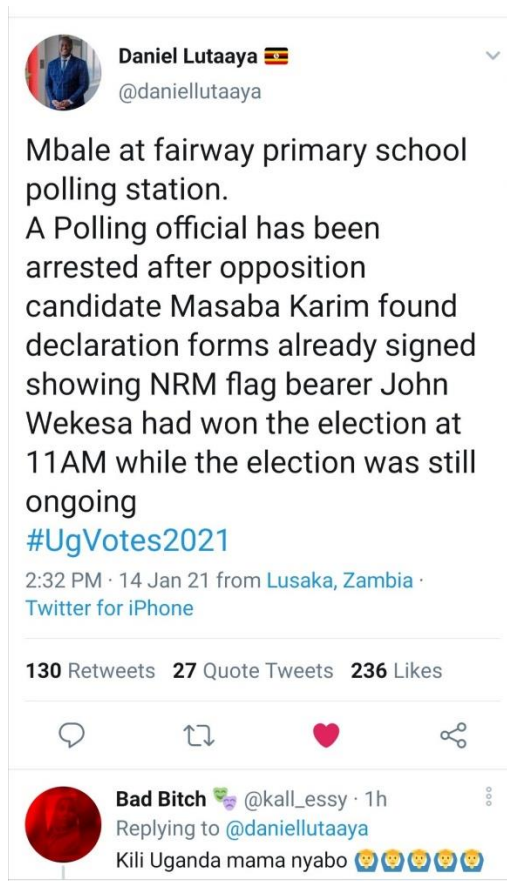 Daniel Lutaaya 🇺🇬
@daniellutaaya
Mbale at fairway primary school
polling station.
A Polling official has been
arrested after opposition
candidate Masaba Karim found
declaration forms already signed
showing NRM flag bearer John
Wekesa had won the election at
11AM while the election was still
ongoing
#UgVotes2021
2:32 PM · 14 Jan 21 from Lusaka, Zambia ·
Twitter for iPhone
130 Retweets 27 Quote Tweets 236 Likes
Bad Bitch 🎭 @kall_essy · 1h
Replying to @daniellutaaya
Kili Uganda mama nyabo 🙆‍♂️🙆‍♂️🙆‍♂️🙆‍♂️🙆‍♂️